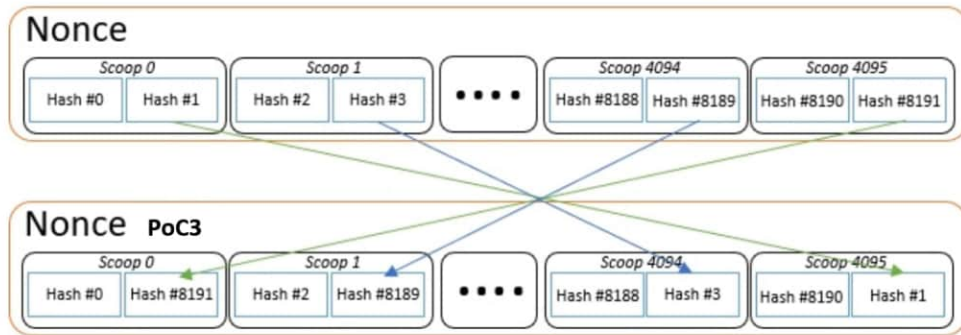 Nonce
Scoop 0 Scoop 1 Scoop 4094 Scoop 4095
Hash #0 Hash #1 Hash #2 Hash #3 •••• Hash #8188 Hash #8189 Hash #8190 Hash #8191
Nonce PoC3
Scoop 0 Scoop 1 Scoop 4094 Scoop 4095
Hash #0 Hash #8191 Hash #2 Hash #8189 •••• Hash #8188 Hash #3 Hash #8190 Hash #1